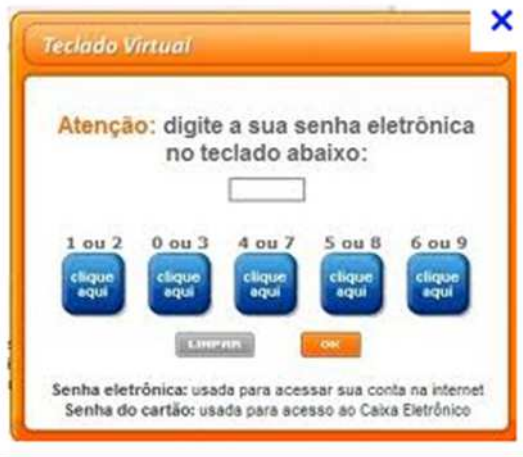 Teclado Virtual
Atenção: digite a sua senha eletrônica
no teclado abaixo:
1 ou 2 0 ou 3 4 ou 7 5 ou 8 6 ou 9
clique aqui clique aqui clique aqui clique aqui clique aqui
LIMPAR OK
Senha eletrônica: usada para acessar sua conta na internet
Senha do cartão: usada para acesso ao Caixa Eletrônico